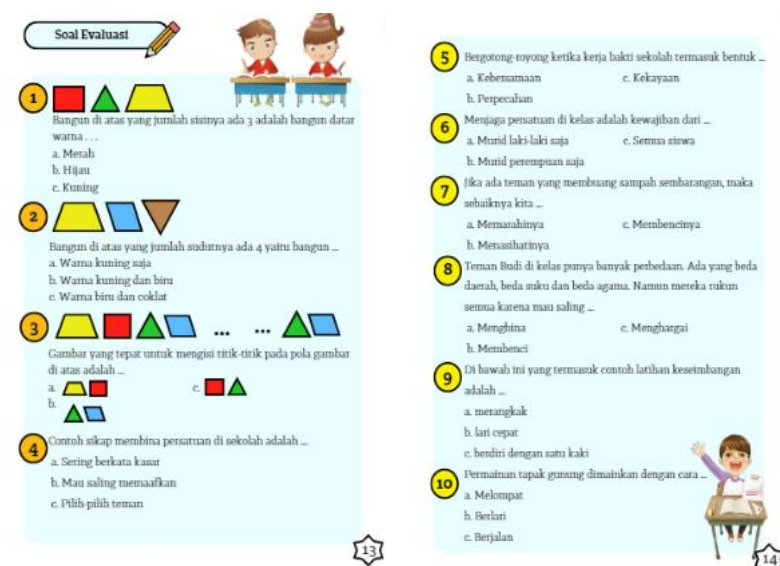 Soal Evaluasi
1
Bangun di atas yang jumlah sisinya ada 3 adalah bangun datar
warna . . .
a. Merah
b. Hijau
c. Kuning
2
Bangun di atas yang jumlah sudutnya ada 4 yaitu bangun ...
a. Warna kuning saja
b. Warna kuning dan biru
c. Warna biru dan coklat
3
... ...
Gambar yang tepat untuk mengisi titik-titik pada pola gambar
di atas adalah ...
a. c.
b.
4
Contoh sikap membina persatuan di sekolah adalah ...
a. Sering berkata kasar
b. Mau saling memaafkan
c. Pilih-pilih teman
13
5
Bergotong-royong ketika kerja bakti sekolah termasuk bentuk ...
a. Kebersamaan c. Kekayaan
b. Perpecahan
6
Menjaga persatuan di kelas adalah kewajiban dari ...
a. Murid laki-laki saja c. Semua siswa
b. Murid perempuan saja
7
Jika ada teman yang membuang sampah sembarangan, maka
sebaiknya kita ...
a. Memarahinya c. Membencinya
b. Menasihatinya
8
Teman Budi di kelas punya banyak perbedaan. Ada yang beda
daerah, beda suku dan beda agama. Namun mereka rukun
semua karena mau saling ...
a. Menghina c. Menghargai
b. Membenci
9
Di bawah ini yang termasuk contoh latihan keseimbangan
adalah ...
a. merangkak
b. lari cepat
c. berdiri dengan satu kaki
10
Permainan tapak gunung dimainkan dengan cara ...
a. Melompat
b. Berlari
c. Berjalan
14